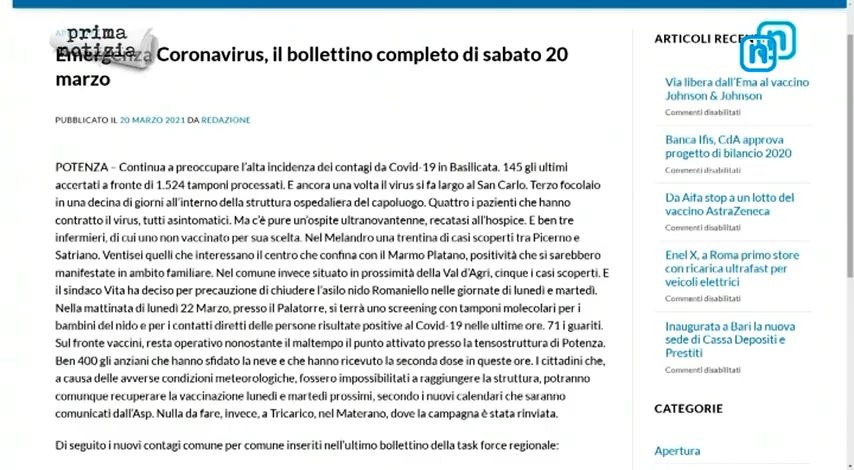 prima
notizia
Emergenza Coronavirus, il bollettino completo di sabato 20
marzo
PUBBLICATO IL 20 MARZO 2021 DA REDAZIONE
POTENZA – Continua a preoccupare l'alta incidenza dei contagi da Covid-19 in Basilicata. 145 gli ultimi
accertati a fronte di 1.524 tamponi processati. E ancora una volta il virus si fa largo al San Carlo. Terzo focolaio
in una decina di giorni all'interno della struttura ospedaliera del capoluogo. Quattro i pazienti che hanno
contratto il virus, tutti asintomatici. Ma c'è pure un'ospite ultranovantenne, recatasi all'hospice. E ben tre
infermieri, di cui uno non vaccinato per sua scelta. Nel Melandro una trentina di casi scoperti tra Picerno e
Satriano. Ventisei quelli che interessano il centro che confina con il Marmo Platano, positività che si sarebbero
manifestate in ambito familiare. Nel comune invece situato in prossimità della Val d'Agri, cinque i casi scoperti. E
il sindaco Vita ha deciso per precauzione di chiudere l'asilo nido Romaniello nelle giornate di lunedì e martedì.
Nella mattinata di lunedì 22 Marzo, presso il Palatorre, si terrà uno screening con tamponi molecolari per i
bambini del nido e per i contatti diretti delle persone risultate positive al Covid-19 nelle ultime ore. 71 i guariti.
Sul fronte vaccini, resta operativo nonostante il maltempo il punto attivato presso la tensostruttura di Potenza.
Ben 400 gli anziani che hanno sfidato la neve e che hanno ricevuto la seconda dose in queste ore. I cittadini che,
a causa delle avverse condizioni meteorologiche, fossero impossibilitati a raggiungere la struttura, potranno
comunque recuperare la vaccinazione lunedì e martedì prossimi, secondo i nuovi calendari che saranno
comunicati dall'Asp. Nulla da fare, invece, a Tricarico, nel Materano, dove la campagna è stata rinviata.
Di seguito i nuovi contagi comune per comune inseriti nell'ultimo bollettino della task force regionale:
ARTICOLI RECENTI
Via libera dall'Ema al vaccino
Johnson & Johnson
Commenti disabilitati
Banca Ifis, CdA approva
progetto di bilancio 2020
Commenti disabilitati
Da Aifa stop a un lotto del
vaccino AstraZeneca
Commenti disabilitati
Enel X, a Roma primo store
con ricarica ultrafast per
veicoli elettrici
Commenti disabilitati
Inaugurata a Bari la nuova
sede di Cassa Depositi e
Prestiti
Commenti disabilitati
CATEGORIE
Apertura